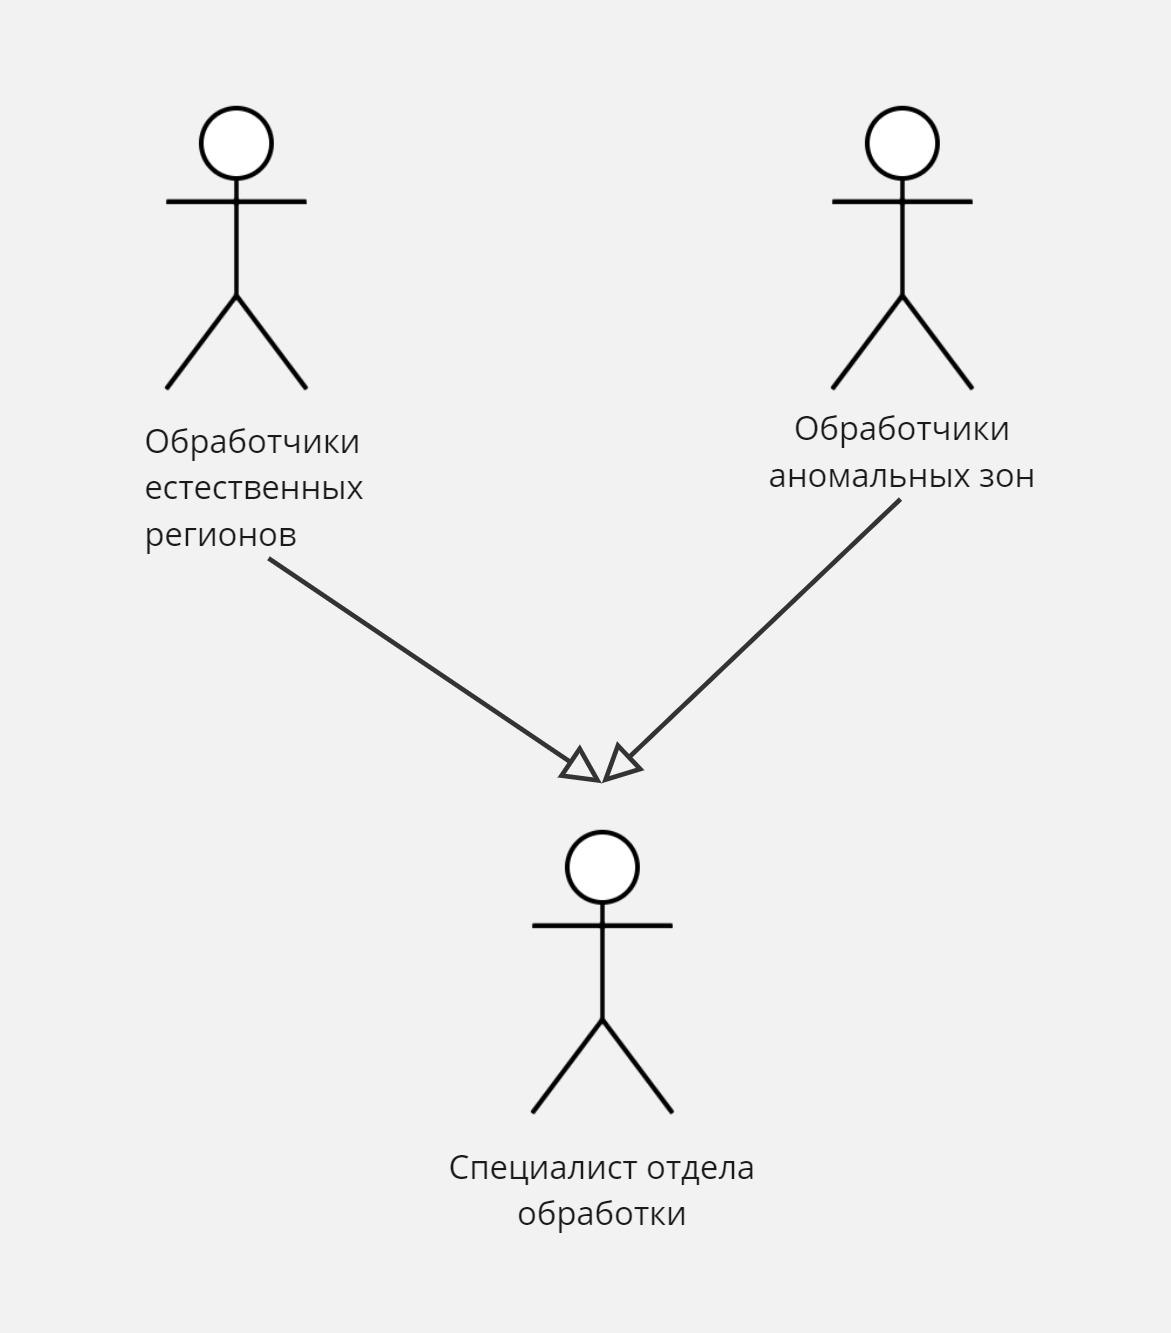 Обработчики
естественных
регионов
Обработчики
аномальных зон
Специалист отдела
обработки